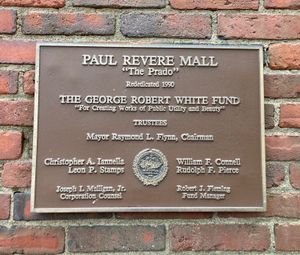 PAUL REVERE MALL
"The Prado"
Rededicated 1990
THE GEORGE ROBERT WHITE FUND
"For Creating Works of Public Utility and Beauty"
TRUSTEES
Mayor Raymond L. Flynn, Chairman
Christopher A. Iannella
Leon P. Stamps
William F. Connell
Rudolph F. Pierce
Joseph I. Mulligan, Jr.
Corporation Counsel
Robert J. Fleming
Fund Manager